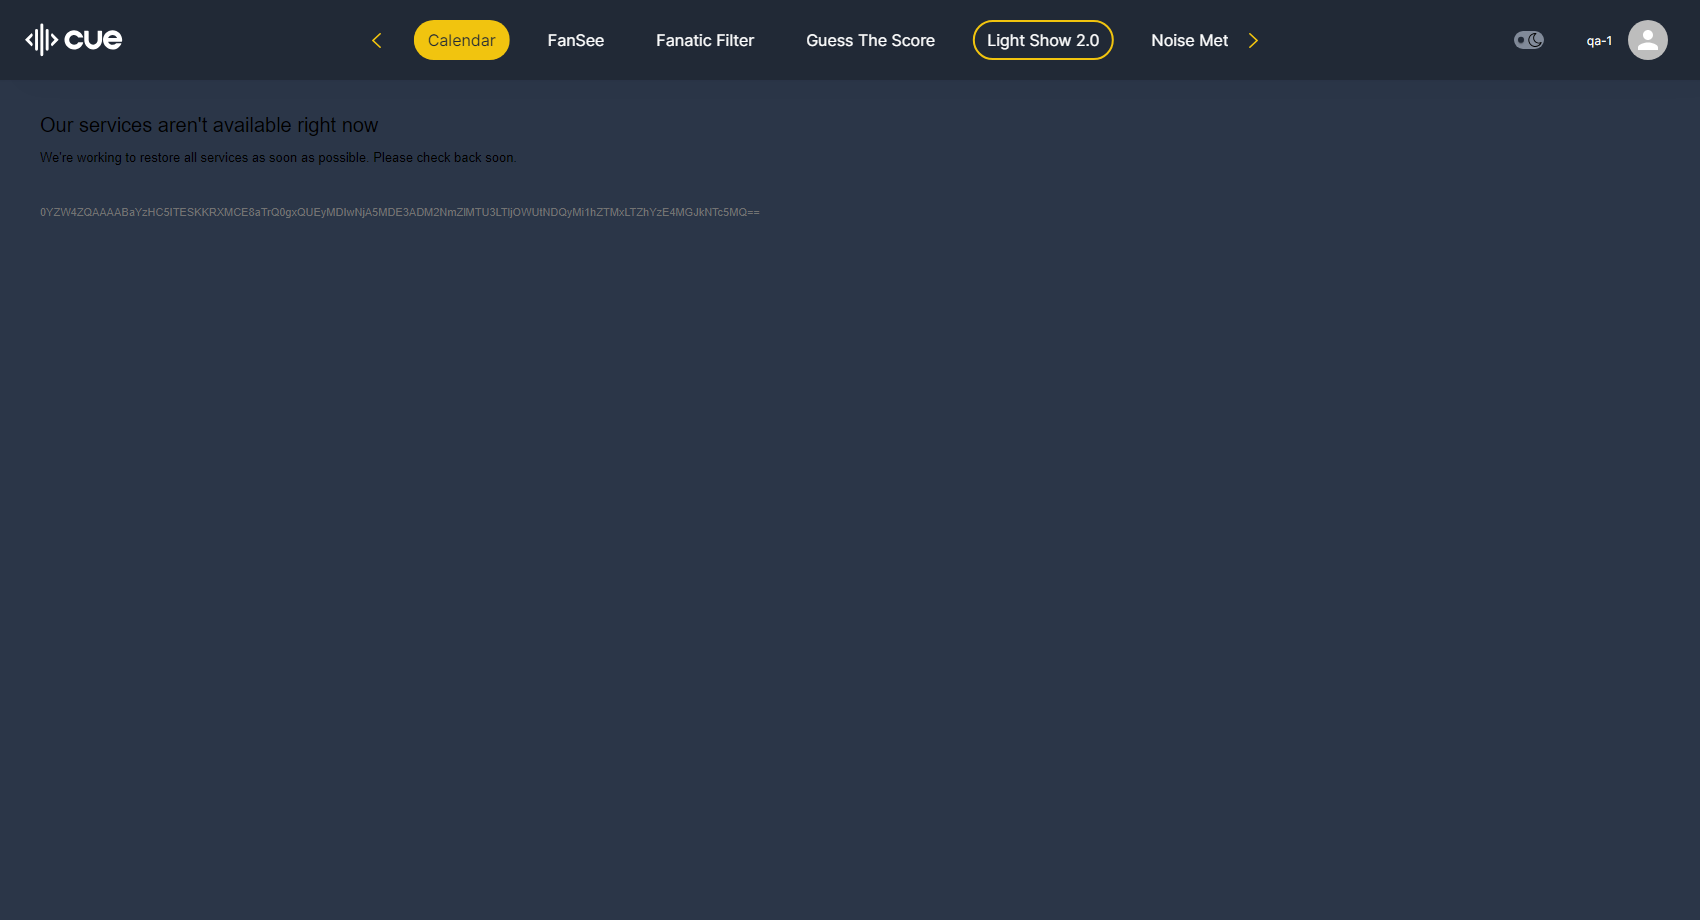 cue
Calendar FanSee Fanatic Filter Guess The Score Light Show 2.0 Noise Met qa-1
Our services aren't available right now
We're working to restore all services as soon as possible. Please check back soon.
0YZW4ZQAAAABaYzHC5ITESKKRXMCE8aTrQ0gxQUEyMDIwNjA5MDE3ADM2NmZlMTU3LTljOWUtNDQyMi1hZTMxLTZhYzE4MGJkNTc5MQ==